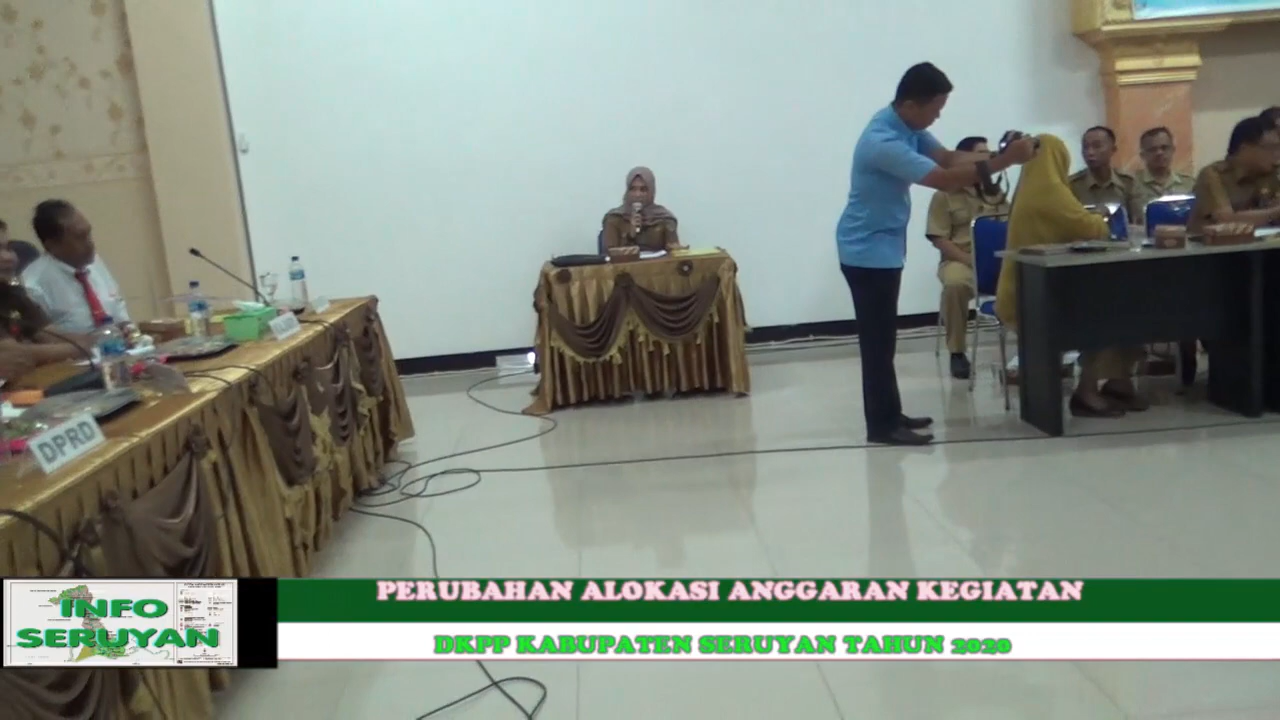 DPRD
INFO
SERUYAN
PERUBAHAN ALOKASI ANGGARAN KEGIATAN
DKPP KABUPATEN SERUYAN TAHUN 2020